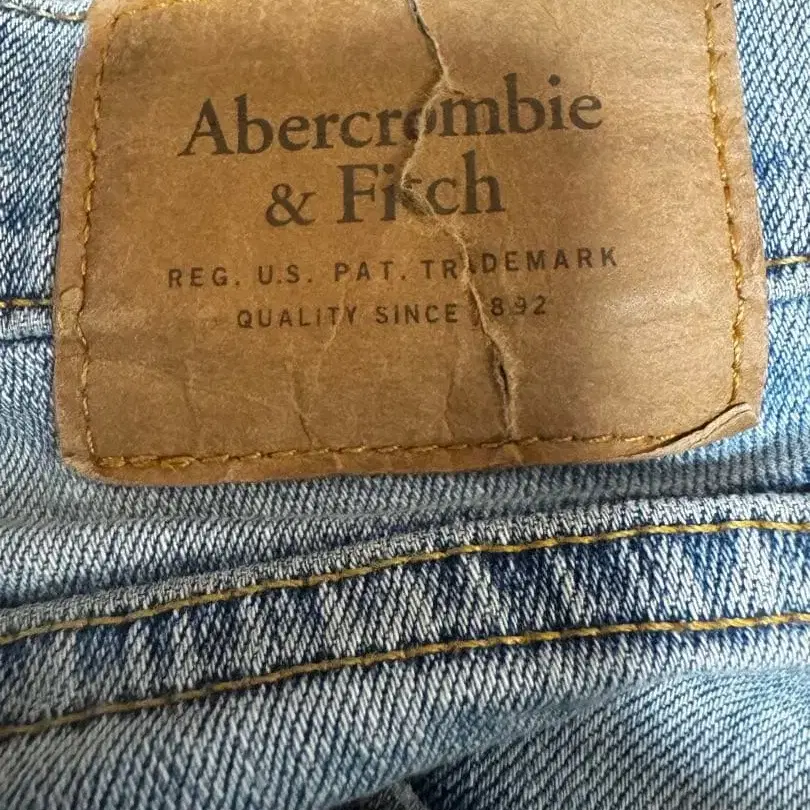 Abercrombie
& Fitch
REG. U.S. PAT. TRADEMARK
QUALITY SINCE 1892